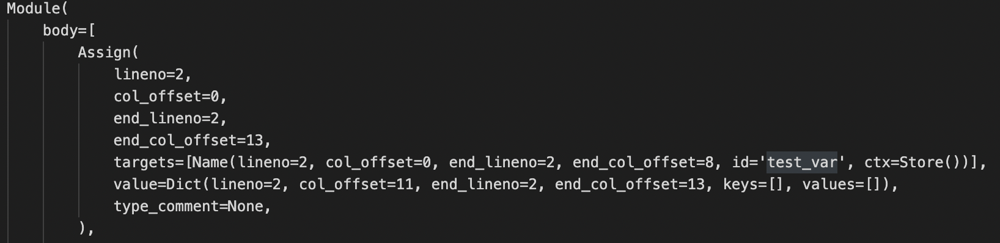 Module(
body=[
Assign(
lineno=2,
col_offset=0,
end_lineno=2,
end_col_offset=13,
targets=[Name(lineno=2, col_offset=0, end_lineno=2, end_col_offset=8, id='test_var', ctx=Store())],
value=Dict(lineno=2, col_offset=11, end_lineno=2, end_col_offset=13, keys=[], values=[]),
type_comment=None,
),